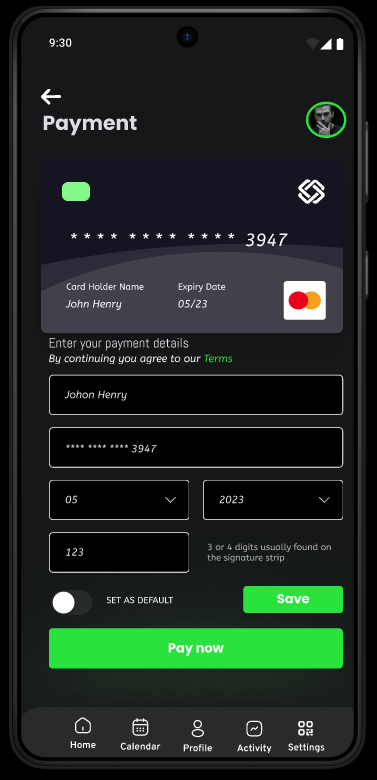 9:30
Payment
* * * * * * * * * * * * 3947
Card Holder Name Expiry Date
John Henry 05/23
Enter your payment details
By continuing you agree to our Terms
Johon Henry
**** **** **** 3947
05 2023
123
3 or 4 digits usually found on
the signature strip
SET AS DEFAULT Save
Pay now
Home Calendar Profile Activity Settings